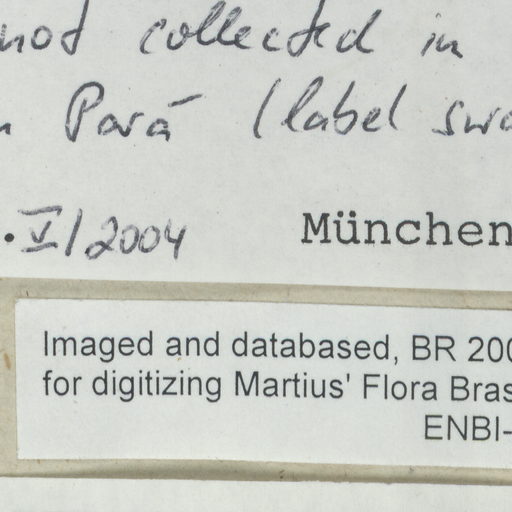 not collected in
Pará (label swa
.V/2004 München
Imaged and databased, BR 200
for digitizing Martius' Flora Bras
ENBI-